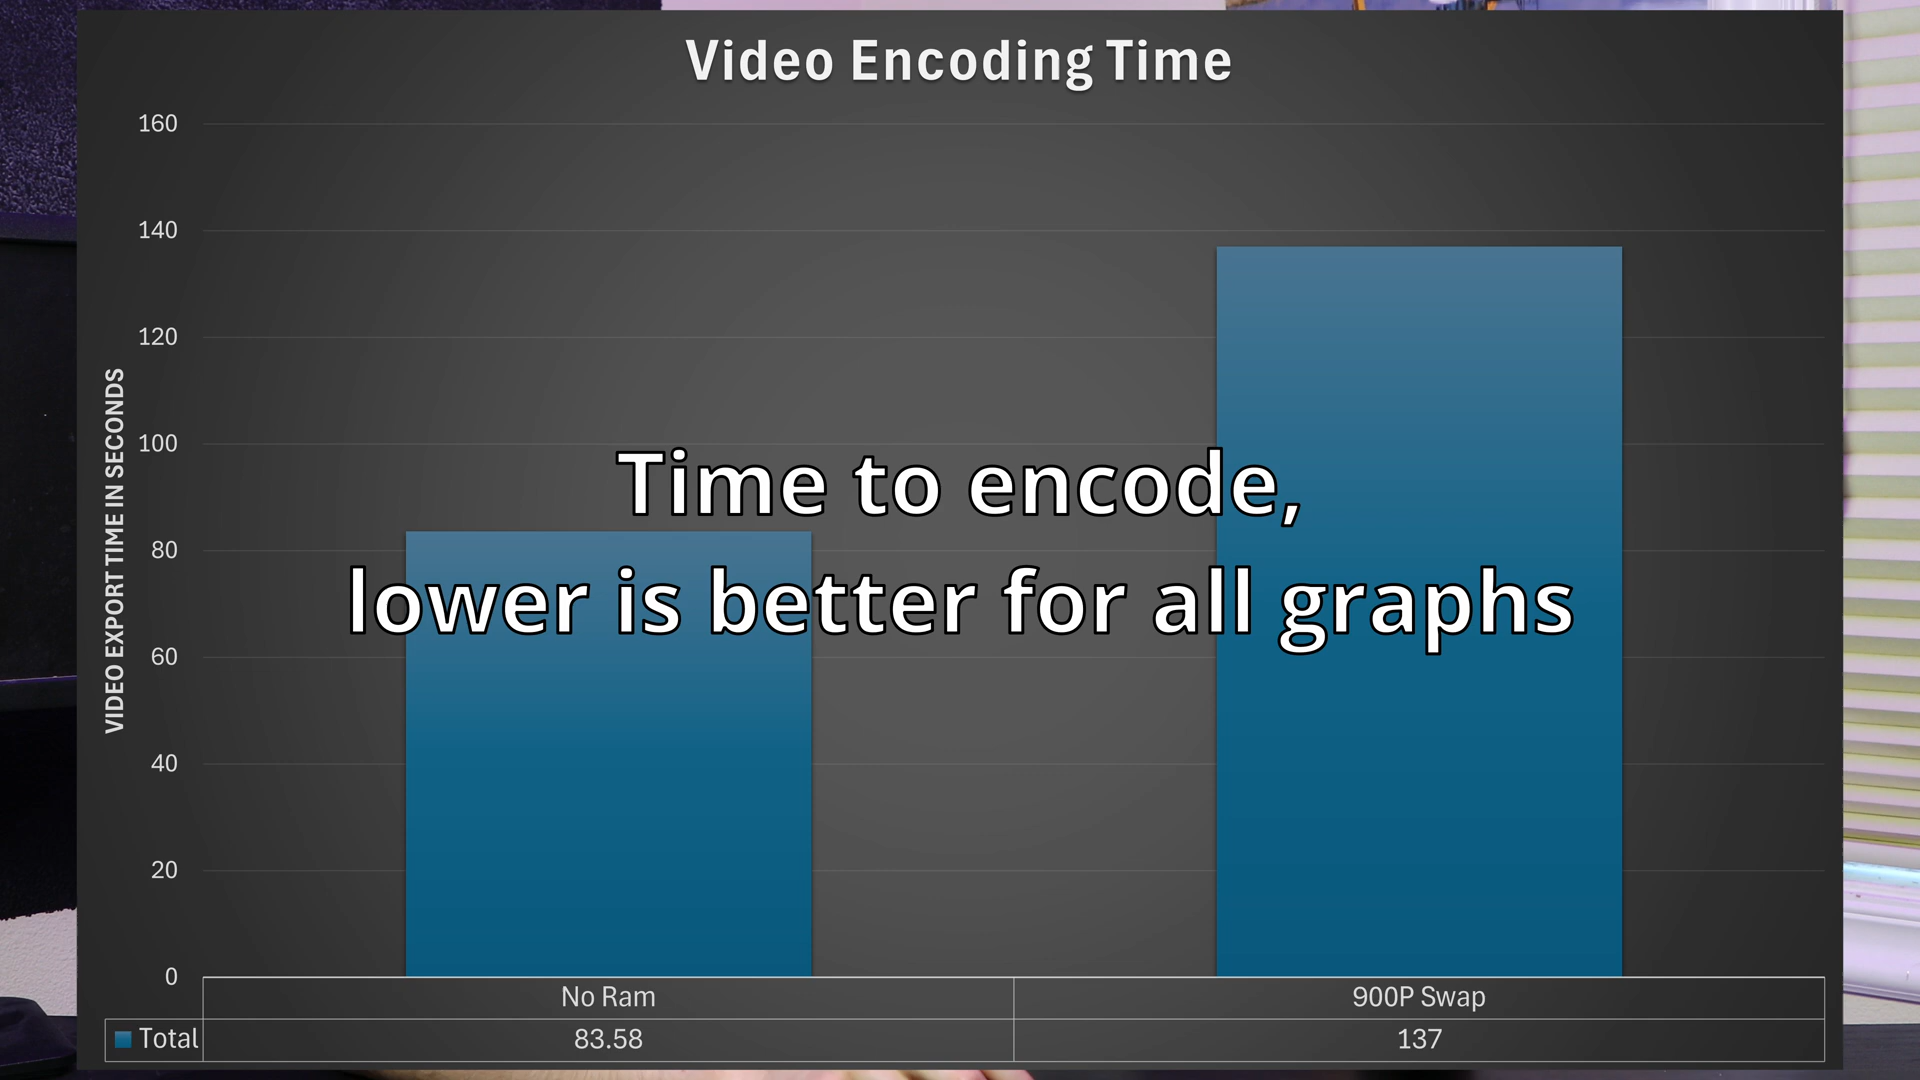 Video Encoding Time
160
140
120
100
80
60
40
20
0
VIDEO EXPORT TIME IN SECONDS
Time to encode,
lower is better for all graphs
No Ram 900P Swap
Total 83.58 137